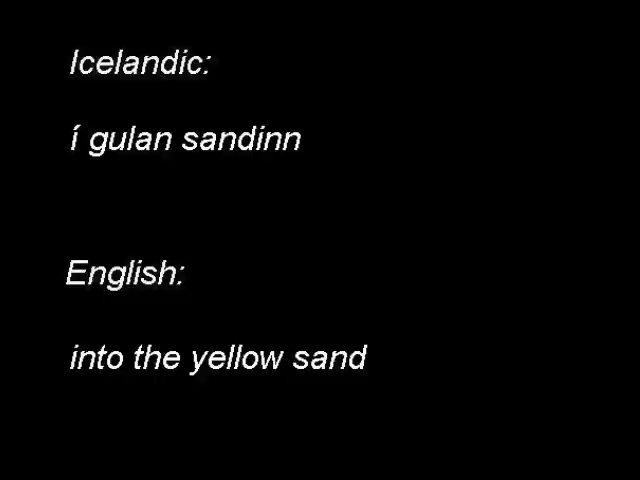 Icelandic:
í gulan sandinn
English:
into the yellow sand